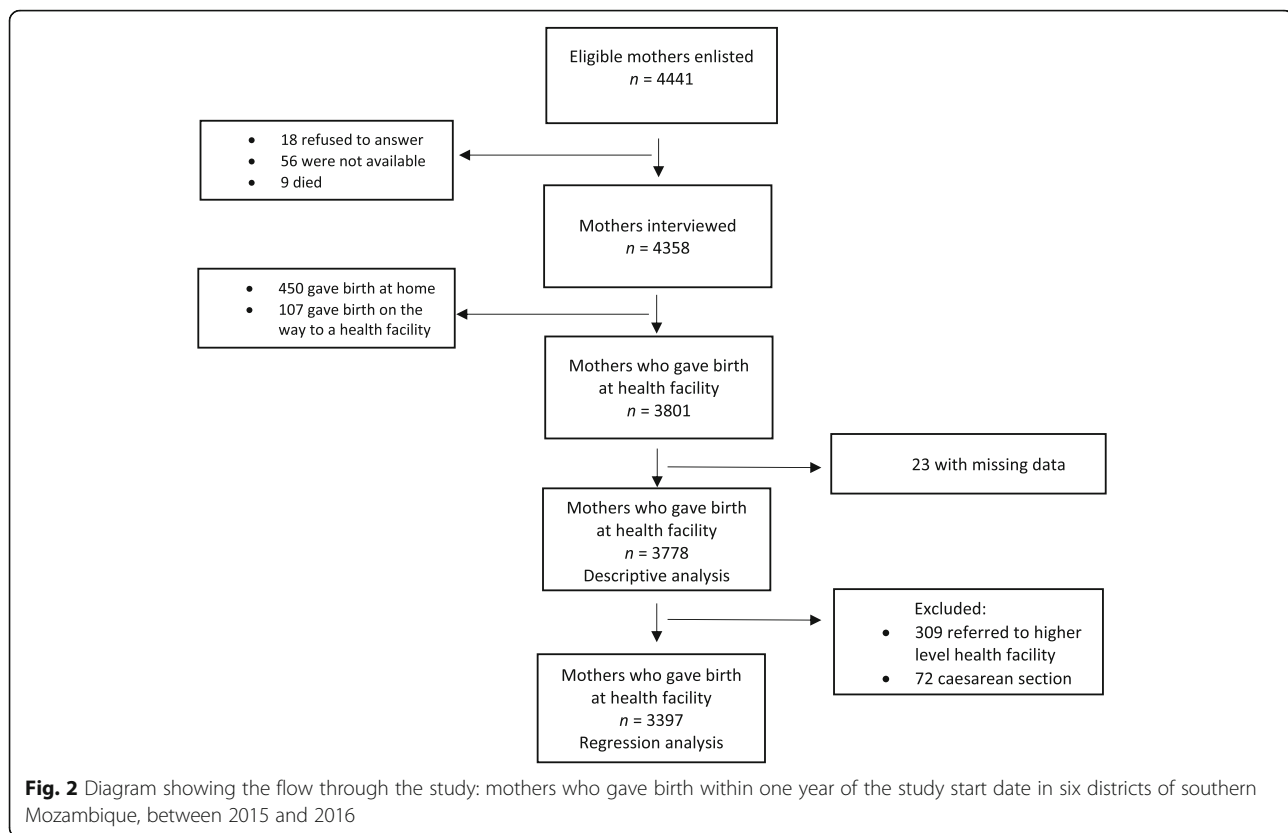 Eligible mothers enlisted
n = 4441
• 18 refused to answer
• 56 were not available
• 9 died
Mothers interviewed
n = 4358
• 450 gave birth at home
• 107 gave birth on the
way to a health facility
Mothers who gave birth
at health facility
n = 3801
23 with missing data
Mothers who gave birth
at health facility
n = 3778
Descriptive analysis
Excluded:
• 309 referred to higher
level health facility
• 72 caesarean section
Mothers who gave birth
at health facility
n = 3397
Regression analysis
Fig. 2 Diagram showing the flow through the study: mothers who gave birth within one year of the study start date in six districts of southern
Mozambique, between 2015 and 2016